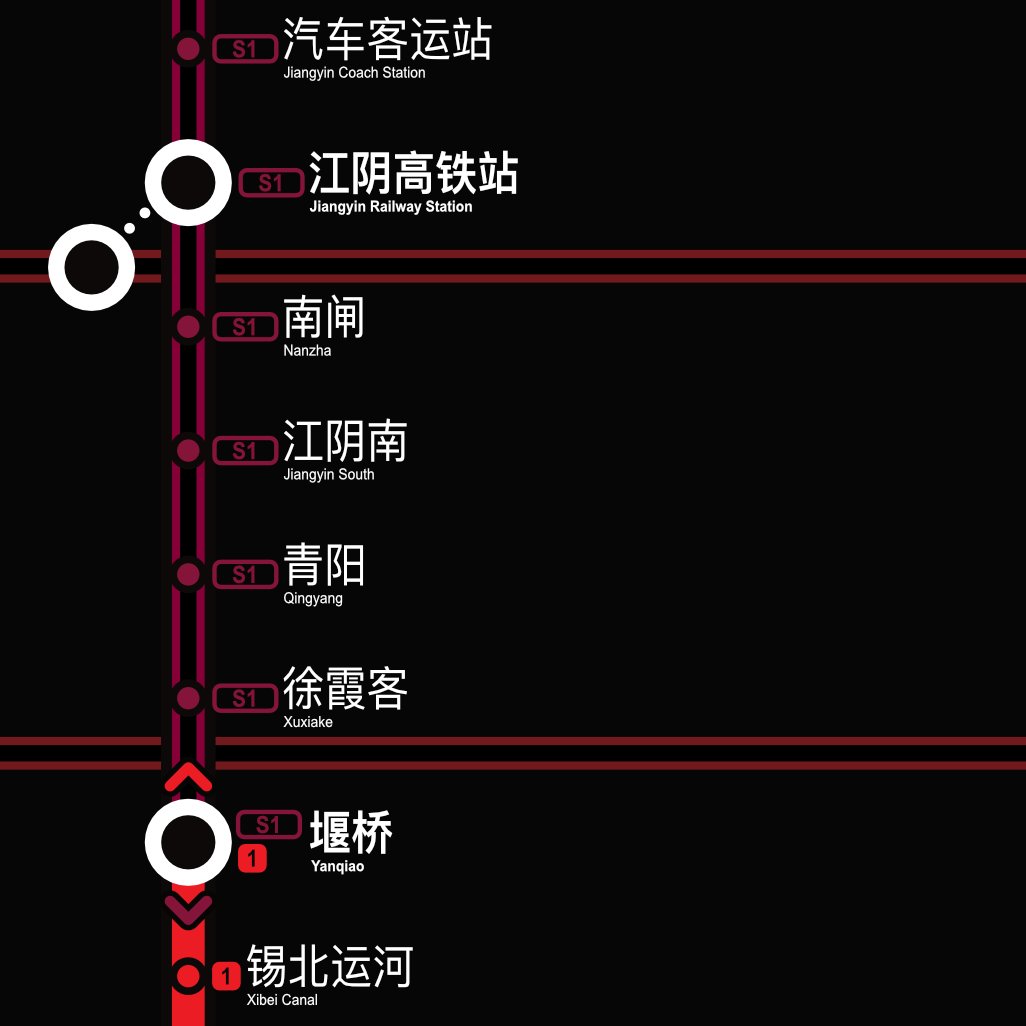 S1 汽车客运站
Jiangyin Coach Station
S1 江阴高铁站
Jiangyin Railway Station
S1 南闸
Nanzha
S1 江阴南
Jiangyin South
S1 青阳
Qingyang
S1 徐霞客
Xuxiake
S1 堰桥
1 Yanqiao
1 锡北运河
Xibei Canal